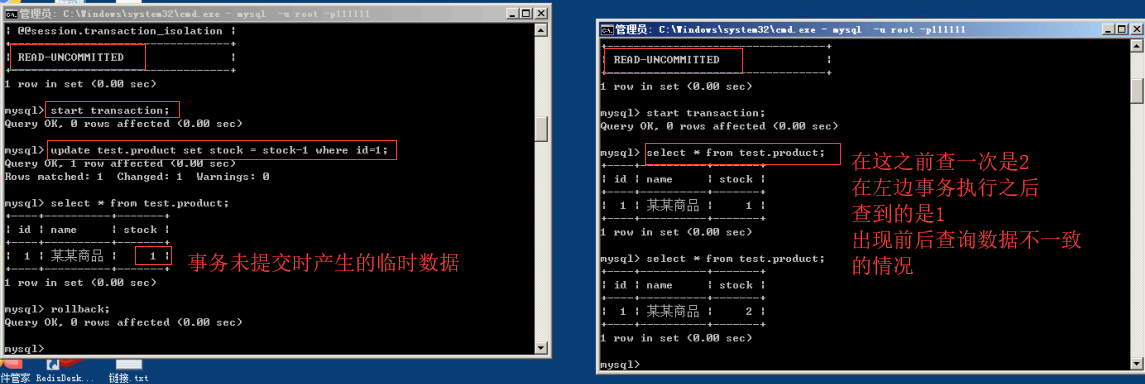 管理员: C:\Windows\system32\cmd.exe - mysql  -u root -p111111
| @@session.transaction_isolation |
+---------------------------------+
| READ-UNCOMMITTED                |
+---------------------------------+
1 row in set (0.00 sec)
mysql> start transaction;
Query OK, 0 rows affected (0.00 sec)
mysql> update test.product set stock = stock-1 where id=1;
Query OK, 1 row affected (0.00 sec)
Rows matched: 1  Changed: 1  Warnings: 0
mysql> select * from test.product;
+----+----------+-------+
| id | name     | stock |
+----+----------+-------+
|  1 | 某某商品 |     1 |
+----+----------+-------+
1 row in set (0.00 sec)
事务未提交时产生的临时数据
mysql> rollback;
Query OK, 0 rows affected (0.00 sec)
mysql>
件管家
RedisDesk...
链接.txt
管理员: C:\Windows\system32\cmd.exe - mysql  -u root -p111111
+---------------------------------+
| READ-UNCOMMITTED                |
+---------------------------------+
1 row in set (0.00 sec)
mysql> start transaction;
Query OK, 0 rows affected (0.00 sec)
mysql> select * from test.product;
+----+----------+-------+
| id | name     | stock |
+----+----------+-------+
|  1 | 某某商品 |     1 |
+----+----------+-------+
1 row in set (0.00 sec)
mysql> select * from test.product;
+----+----------+-------+
| id | name     | stock |
+----+----------+-------+
|  1 | 某某商品 |     2 |
+----+----------+-------+
1 row in set (0.00 sec)
mysql>
在这之前查一次是2
在左边事务执行之后
查到的是1
出现前后查询数据不一致
的情况